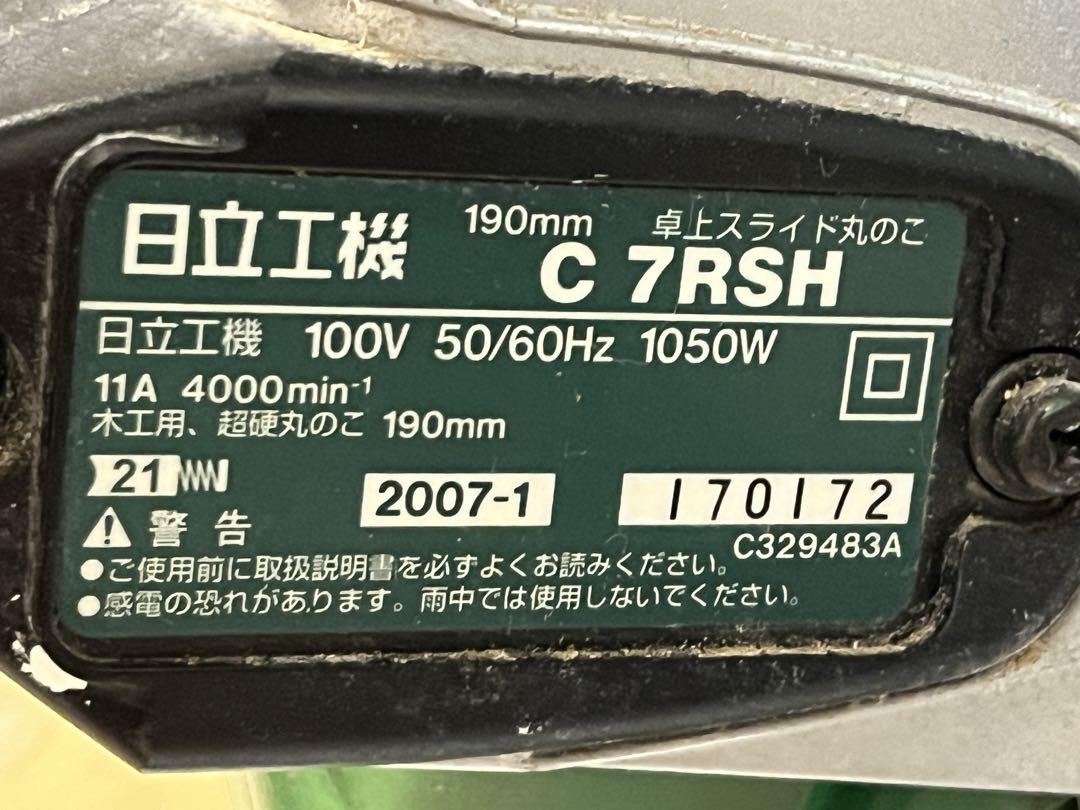 日立工機 190mm 卓上スライド丸のこ
C 7RSH
日立工機 100V 50/60Hz 1050W
11A 4000min⁻¹
木工用、超硬丸のこ 190mm
21
2007-1 170172
警告 C329483A
●ご使用前に取扱説明書を必ずよくお読みください。
●感電の恐れがあります。雨中では使用しないでください。